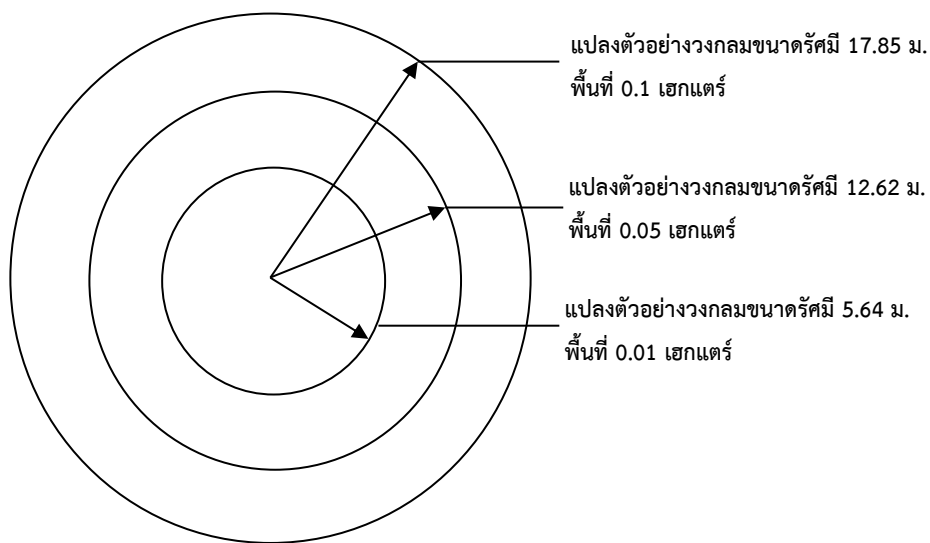 แปลงตัวอย่างวงกลมขนาดรัศมี 17.85 ม.
พื้นที่ 0.1 เฮกแตร์
แปลงตัวอย่างวงกลมขนาดรัศมี 12.62 ม.
พื้นที่ 0.05 เฮกแตร์
แปลงตัวอย่างวงกลมขนาดรัศมี 5.64 ม.
พื้นที่ 0.01 เฮกแตร์